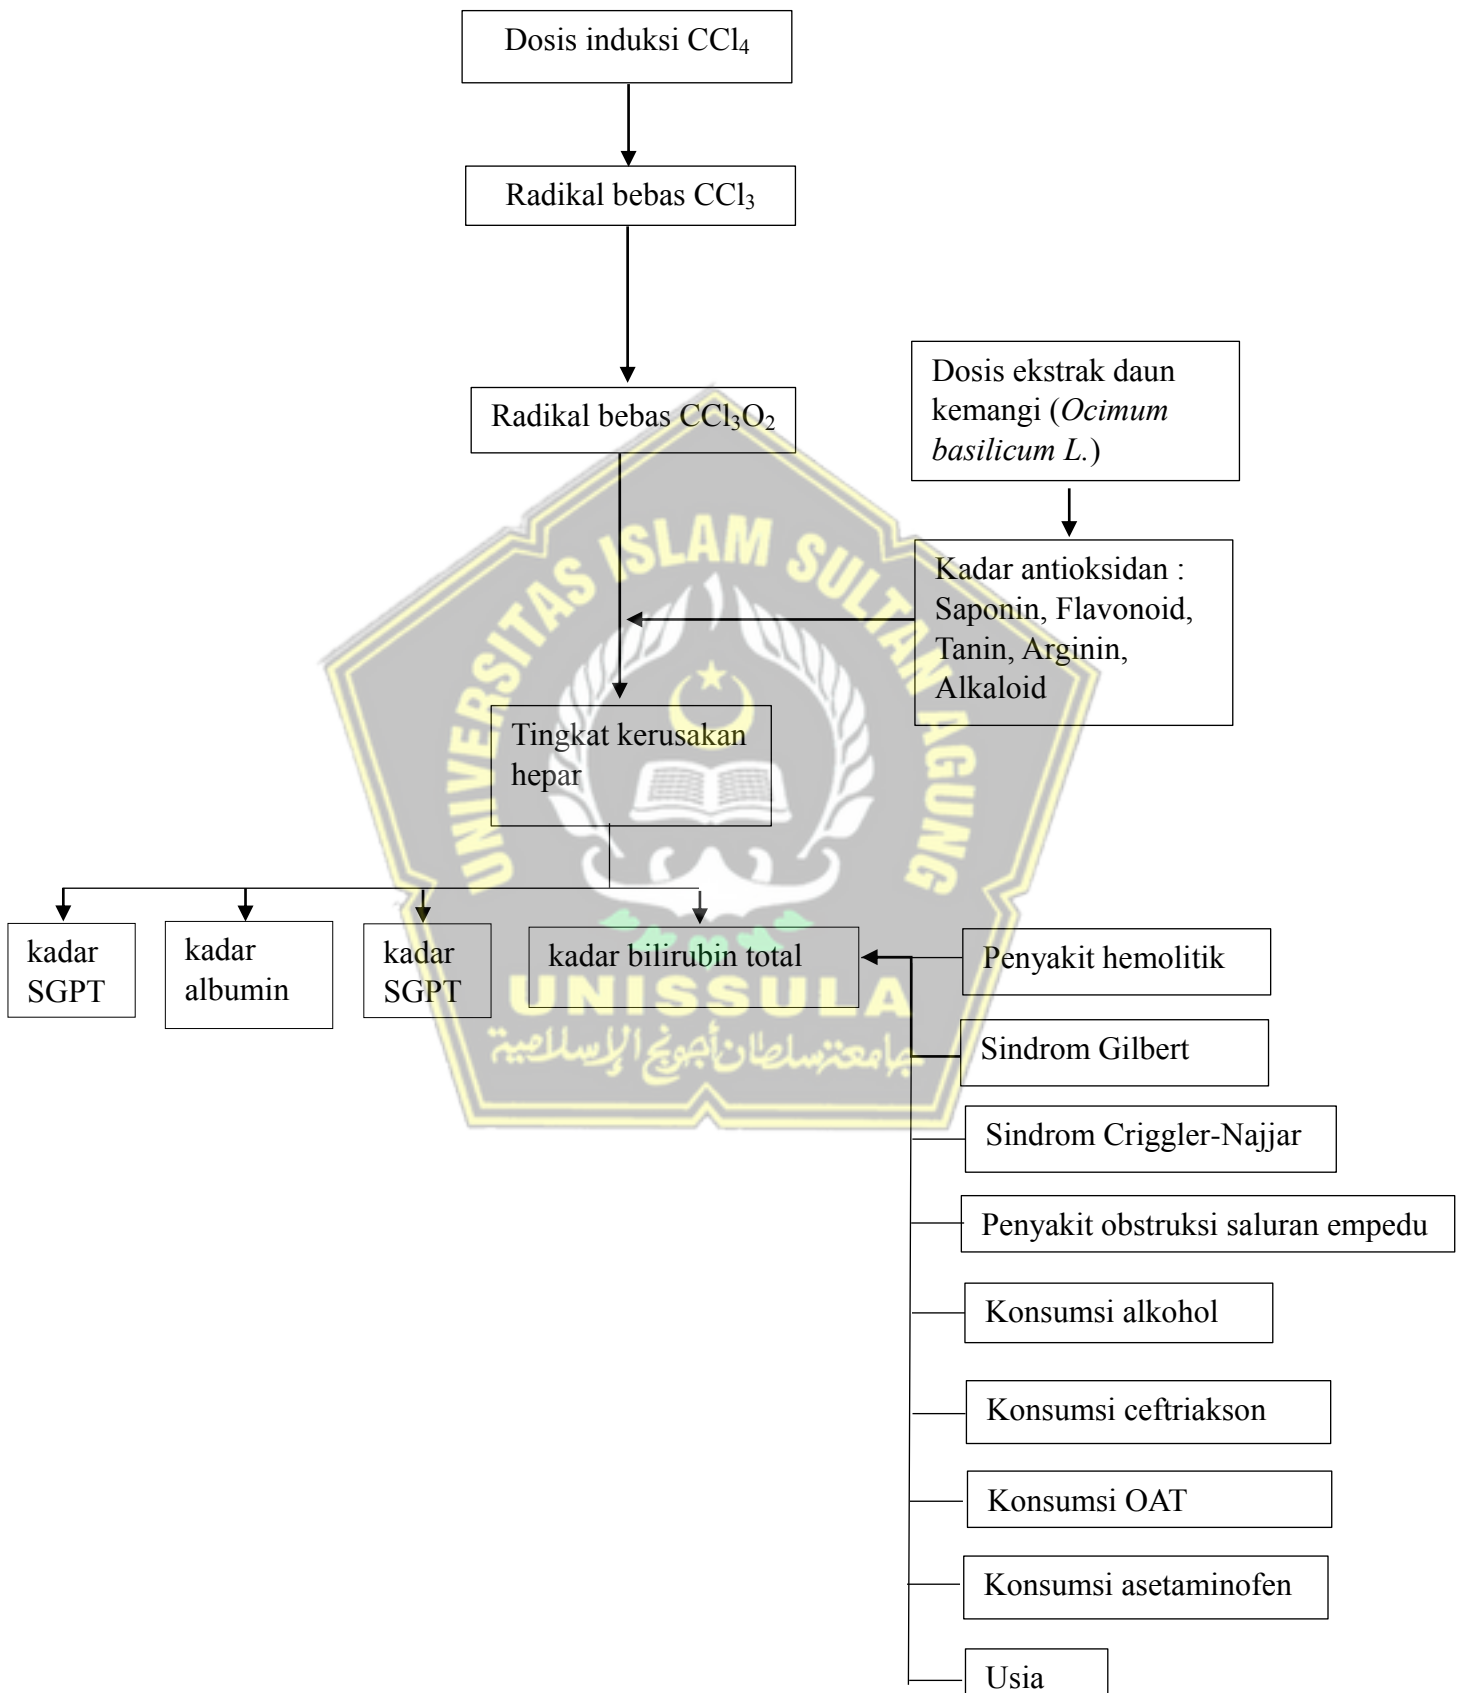 Dosis induksi CCl₄
Radikal bebas CCl₃
Radikal bebas CCl₃O₂
Dosis ekstrak daun
kemangi (Ocimum
basilicum L.)
Kadar antioksidan :
Saponin, Flavonoid,
Tanin, Arginin,
Alkaloid
UNIVERSITAS ISLAM SULTAN AGUNG
Tingkat kerusakan
hepar
kadar
SGPT
kadar
albumin
kadar
SGPT
kadar bilirubin total
Penyakit hemolitik
UNISSULA
جامعة سلطان أجونج الإسلامية
Sindrom Gilbert
Sindrom Criggler-Najjar
Penyakit obstruksi saluran empedu
Konsumsi alkohol
Konsumsi ceftriakson
Konsumsi OAT
Konsumsi asetaminofen
Usia